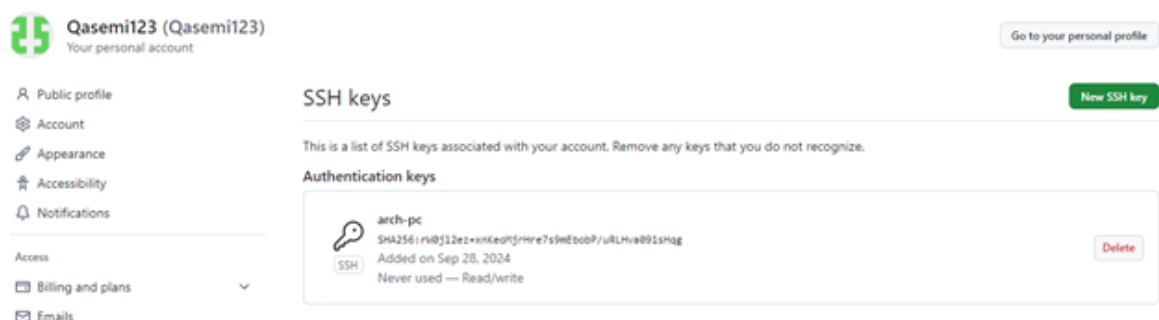 Qasemi123 (Qasemi123)
Your personal account
Go to your personal profile
Public profile
Account
Appearance
Accessibility
Notifications
Access
Billing and plans
Emails
SSH keys
New SSH key
This is a list of SSH keys associated with your account. Remove any keys that you do not recognize.
Authentication keys
arch-pc
SSH
Added on Sep 28, 2024
Never used — Read/write
Delete